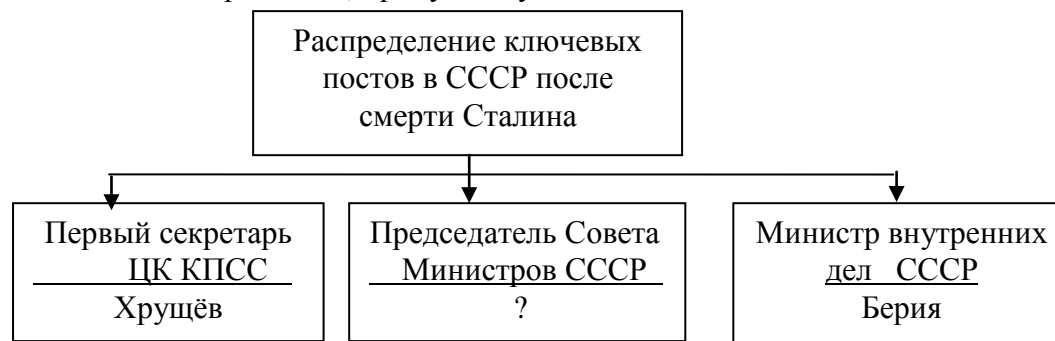 Распределение ключевых
постов в СССР после
смерти Сталина
Первый секретарь
ЦК КПСС
Хрущёв
Председатель Совета
Министров СССР
?
Министр внутренних
дел СССР
Берия